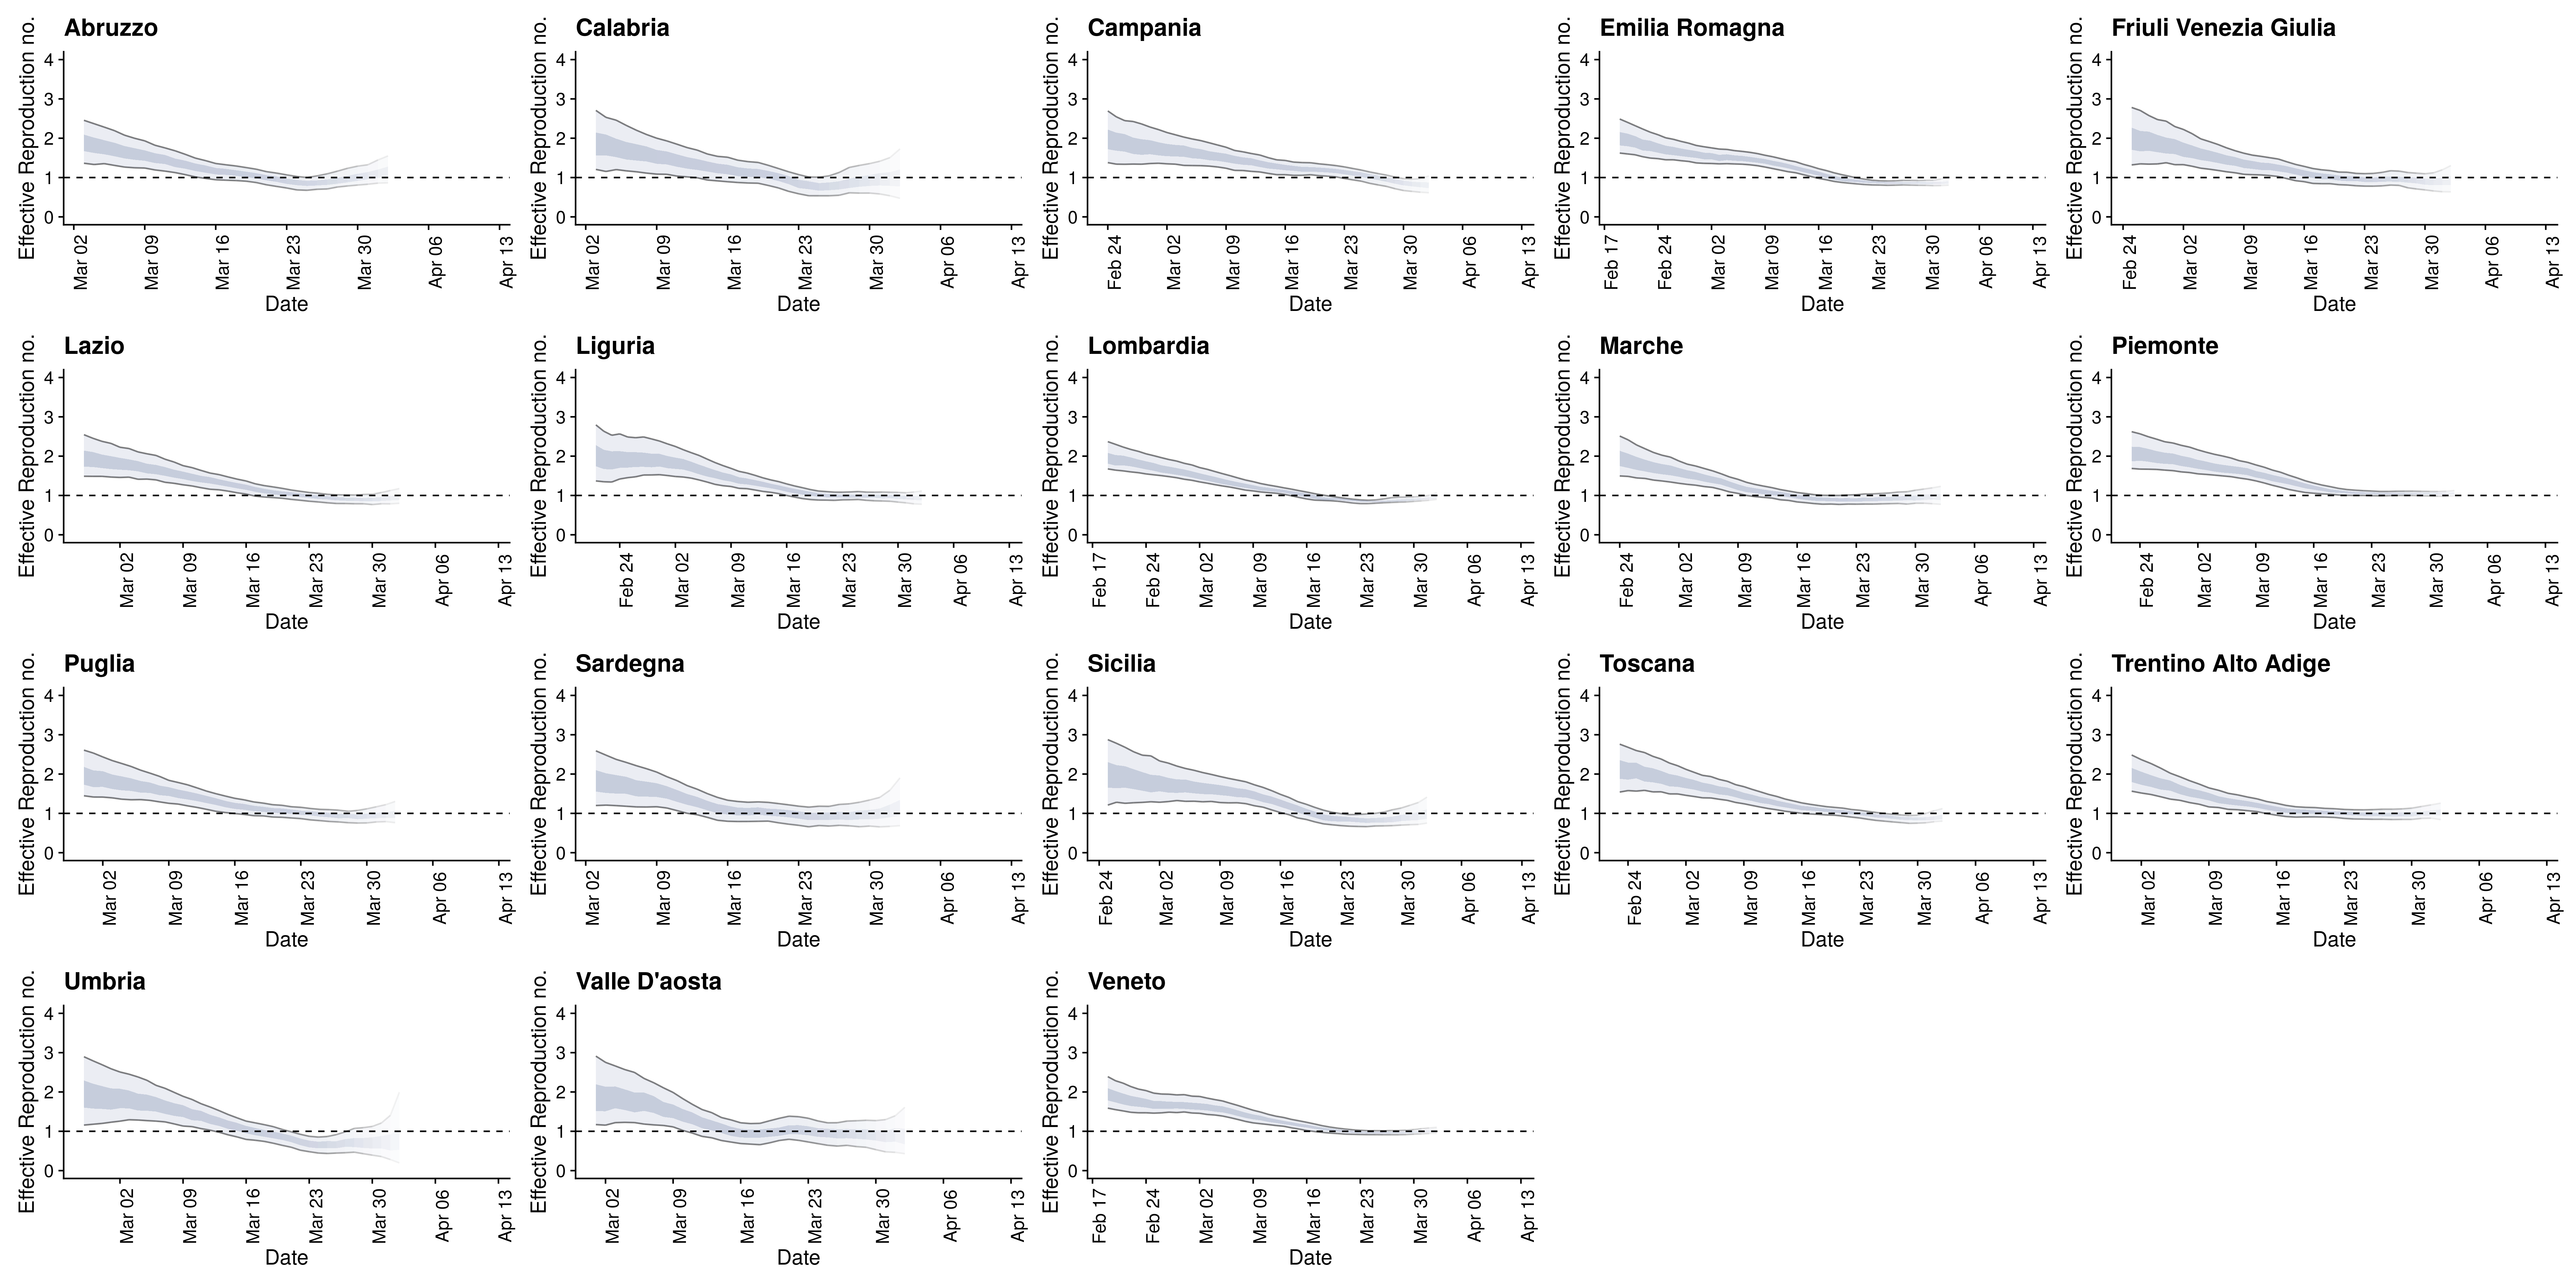 Abruzzo
Effective Reproduction no.
4
3
2
1
0
Mar 02
Mar 09
Mar 16
Mar 23
Mar 30
Apr 06
Apr 13
Date
Calabria
Effective Reproduction no.
4
3
2
1
0
Mar 02
Mar 09
Mar 16
Mar 23
Mar 30
Apr 06
Apr 13
Date
Campania
Effective Reproduction no.
4
3
2
1
0
Feb 24
Mar 02
Mar 09
Mar 16
Mar 23
Mar 30
Apr 06
Apr 13
Date
Emilia Romagna
Effective Reproduction no.
4
3
2
1
0
Feb 17
Feb 24
Mar 02
Mar 09
Mar 16
Mar 23
Mar 30
Apr 06
Apr 13
Date
Friuli Venezia Giulia
Effective Reproduction no.
4
3
2
1
0
Feb 24
Mar 02
Mar 09
Mar 16
Mar 23
Mar 30
Apr 06
Apr 13
Date
Lazio
Effective Reproduction no.
4
3
2
1
0
Mar 02
Mar 09
Mar 16
Mar 23
Mar 30
Apr 06
Apr 13
Date
Liguria
Effective Reproduction no.
4
3
2
1
0
Feb 24
Mar 02
Mar 09
Mar 16
Mar 23
Mar 30
Apr 06
Apr 13
Date
Lombardia
Effective Reproduction no.
4
3
2
1
0
Feb 17
Feb 24
Mar 02
Mar 09
Mar 16
Mar 23
Mar 30
Apr 06
Apr 13
Date
Marche
Effective Reproduction no.
4
3
2
1
0
Feb 24
Mar 02
Mar 09
Mar 16
Mar 23
Mar 30
Apr 06
Apr 13
Date
Piemonte
Effective Reproduction no.
4
3
2
1
0
Feb 24
Mar 02
Mar 09
Mar 16
Mar 23
Mar 30
Apr 06
Apr 13
Date
Puglia
Effective Reproduction no.
4
3
2
1
0
Mar 02
Mar 09
Mar 16
Mar 23
Mar 30
Apr 06
Apr 13
Date
Sardegna
Effective Reproduction no.
4
3
2
1
0
Mar 02
Mar 09
Mar 16
Mar 23
Mar 30
Apr 06
Apr 13
Date
Sicilia
Effective Reproduction no.
4
3
2
1
0
Feb 24
Mar 02
Mar 09
Mar 16
Mar 23
Mar 30
Apr 06
Apr 13
Date
Toscana
Effective Reproduction no.
4
3
2
1
0
Feb 24
Mar 02
Mar 09
Mar 16
Mar 23
Mar 30
Apr 06
Apr 13
Date
Trentino Alto Adige
Effective Reproduction no.
4
3
2
1
0
Mar 02
Mar 09
Mar 16
Mar 23
Mar 30
Apr 06
Apr 13
Date
Umbria
Effective Reproduction no.
4
3
2
1
0
Mar 02
Mar 09
Mar 16
Mar 23
Mar 30
Apr 06
Apr 13
Date
Valle D'aosta
Effective Reproduction no.
4
3
2
1
0
Mar 02
Mar 09
Mar 16
Mar 23
Mar 30
Apr 06
Apr 13
Date
Veneto
Effective Reproduction no.
4
3
2
1
0
Feb 17
Feb 24
Mar 02
Mar 09
Mar 16
Mar 23
Mar 30
Apr 06
Apr 13
Date